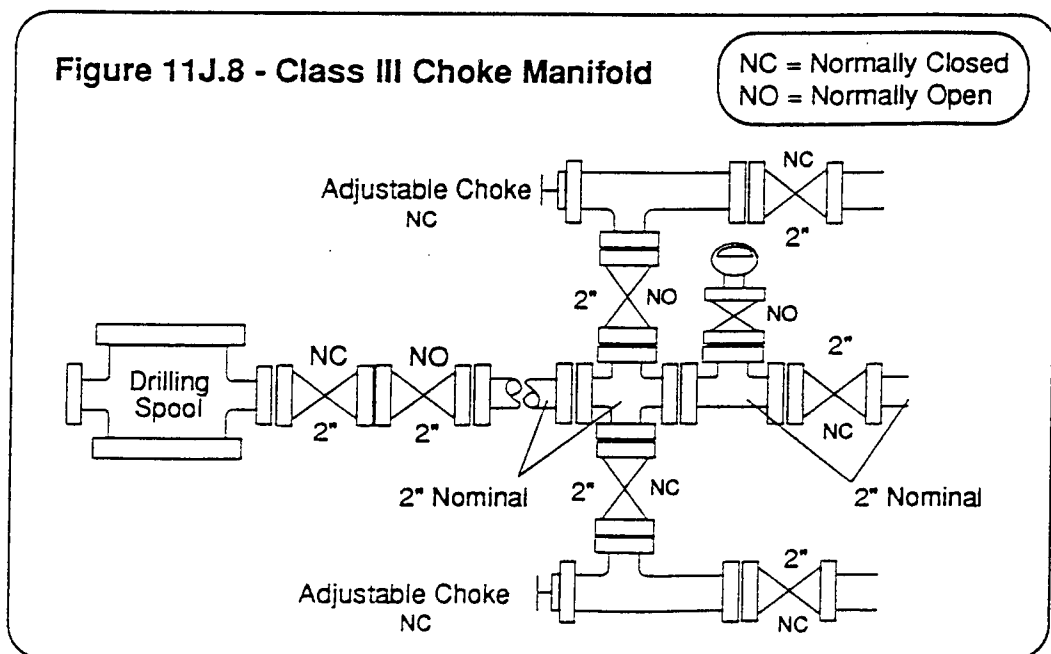 Figure 11J.8 - Class III Choke Manifold
NC = Normally Closed
NO = Normally Open
Adjustable Choke
NC
NC
2"
2"
NO
NO
Drilling
Spool
NC
NO
2"
2"
2"
NC
2" Nominal
2"
NC
2" Nominal
Adjustable Choke
NC
2"
NC